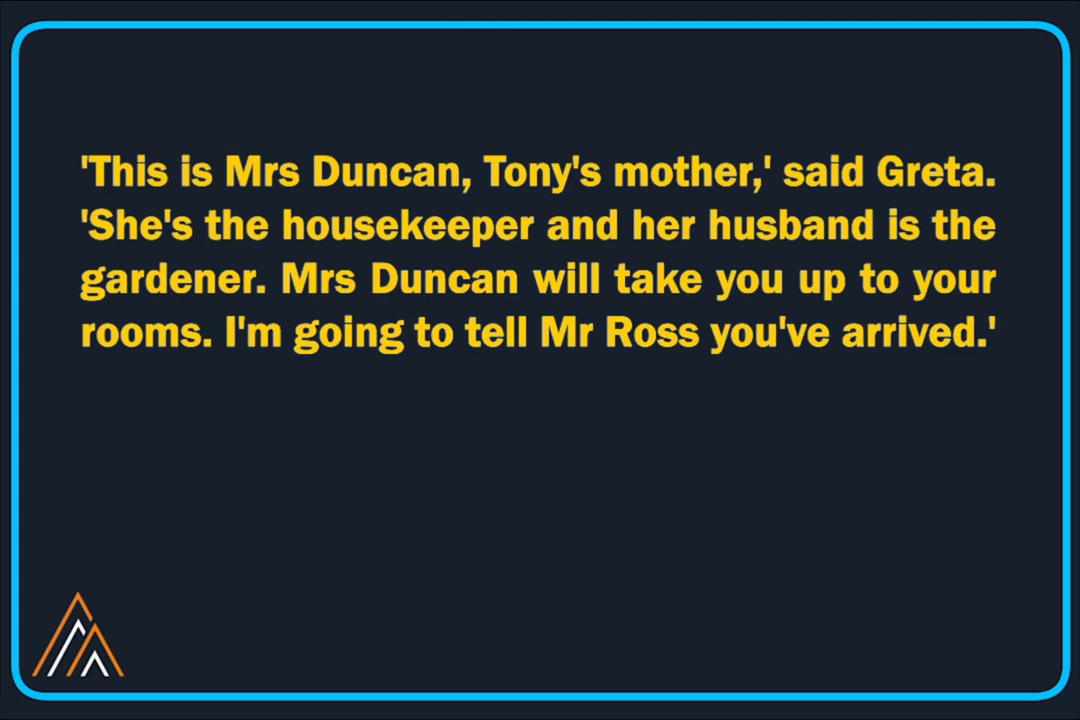 'This is Mrs Duncan, Tony's mother,' said Greta.
'She's the housekeeper and her husband is the
gardener. Mrs Duncan will take you up to your
rooms. I'm going to tell Mr Ross you've arrived.'